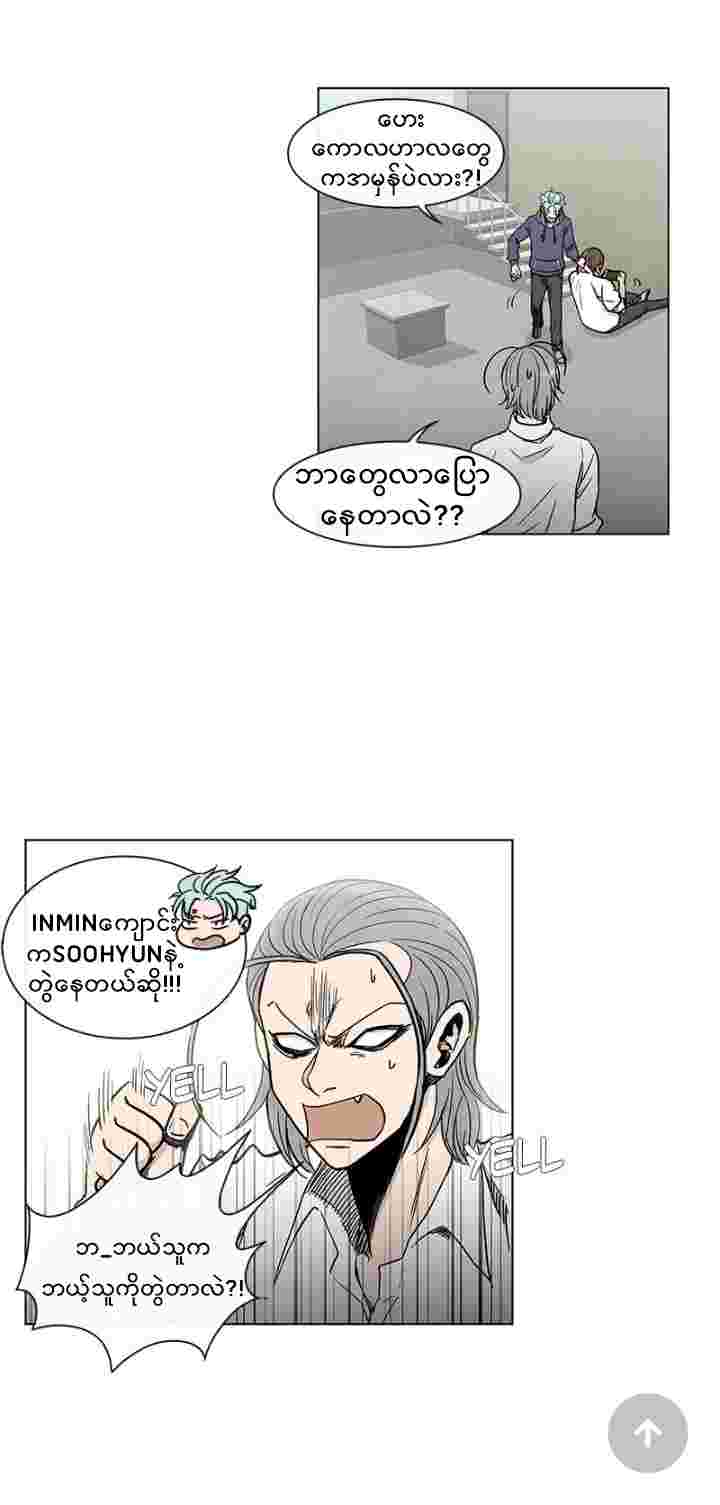 ဟေး
ကောလဟာလတွေ
ကအမှန်ပဲလား?!
ဘာတွေလာပြော
နေတာလဲ??
INMINကျောင်း
ကSOOHYUNနဲ့
တွဲနေတယ်ဆို!!!
YELL
YELL
ဘ_ဘယ်သူက
ဘယ့်သူကိုတွဲတာလဲ?!